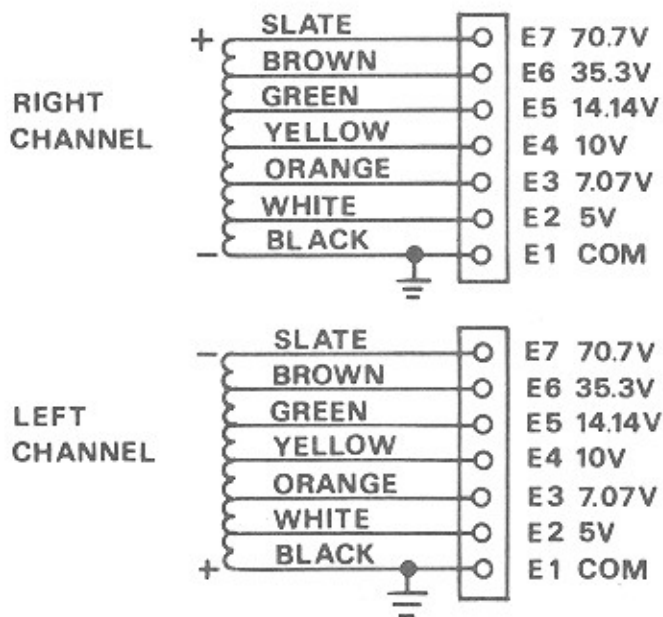 + SLATE E7 70.7V
BROWN E6 35.3V
RIGHT CHANNEL
GREEN E5 14.14V
YELLOW E4 10V
ORANGE E3 7.07V
WHITE E2 5V
- BLACK E1 COM
- SLATE E7 70.7V
BROWN E6 35.3V
LEFT CHANNEL
GREEN E5 14.14V
YELLOW E4 10V
ORANGE E3 7.07V
WHITE E2 5V
+ BLACK E1 COM